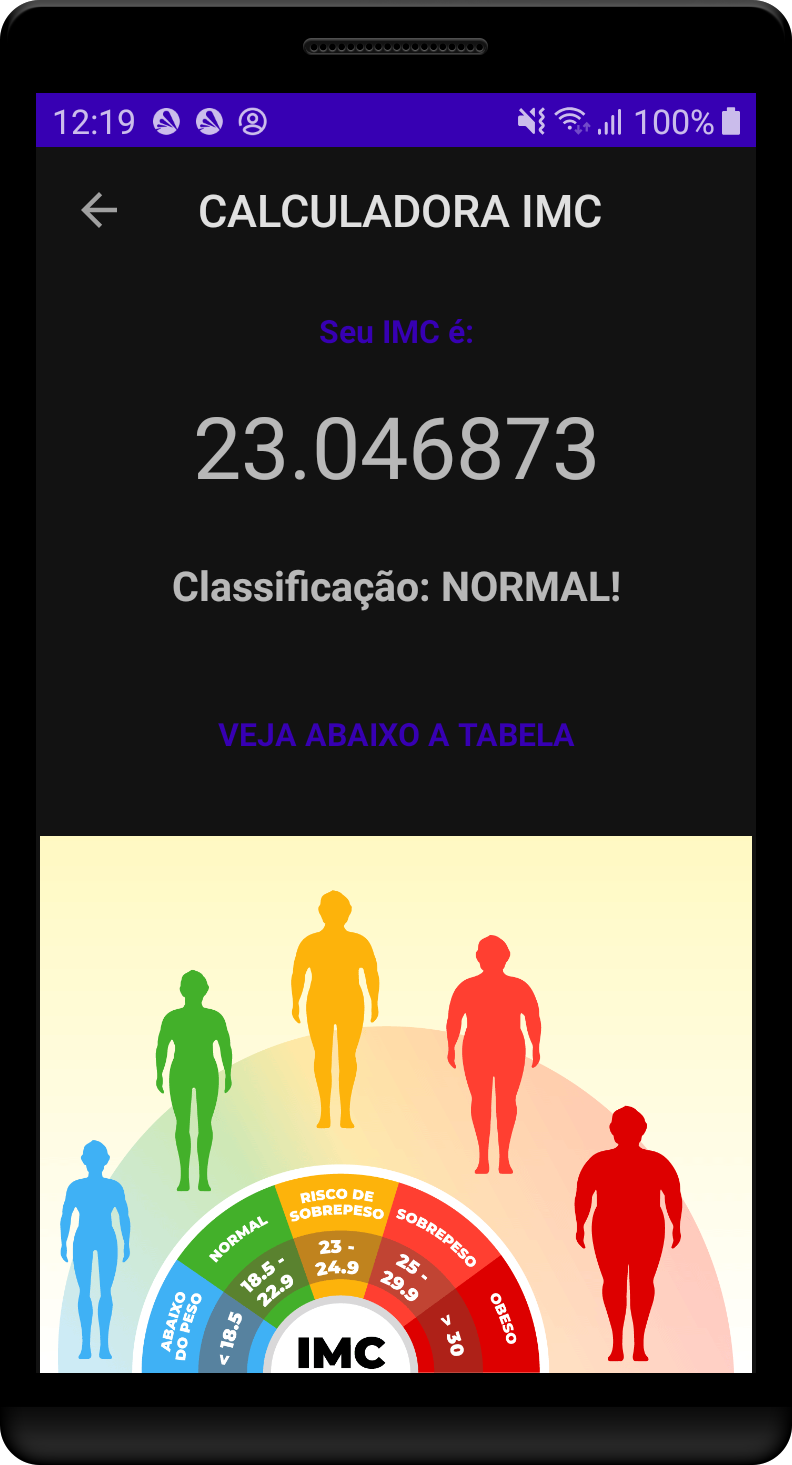 12:19
100%
CALCULADORA IMC
Seu IMC é:
23.046873
Classificação: NORMAL!
VEJA ABAIXO A TABELA
ABAIXO
DO PESO
< 18.5
NORMAL
18.5 -
22.9
RISCO DE
SOBREPESO
23 -
24.9
SOBREPESO
25 -
29.9
OBESO
> 30
IMC